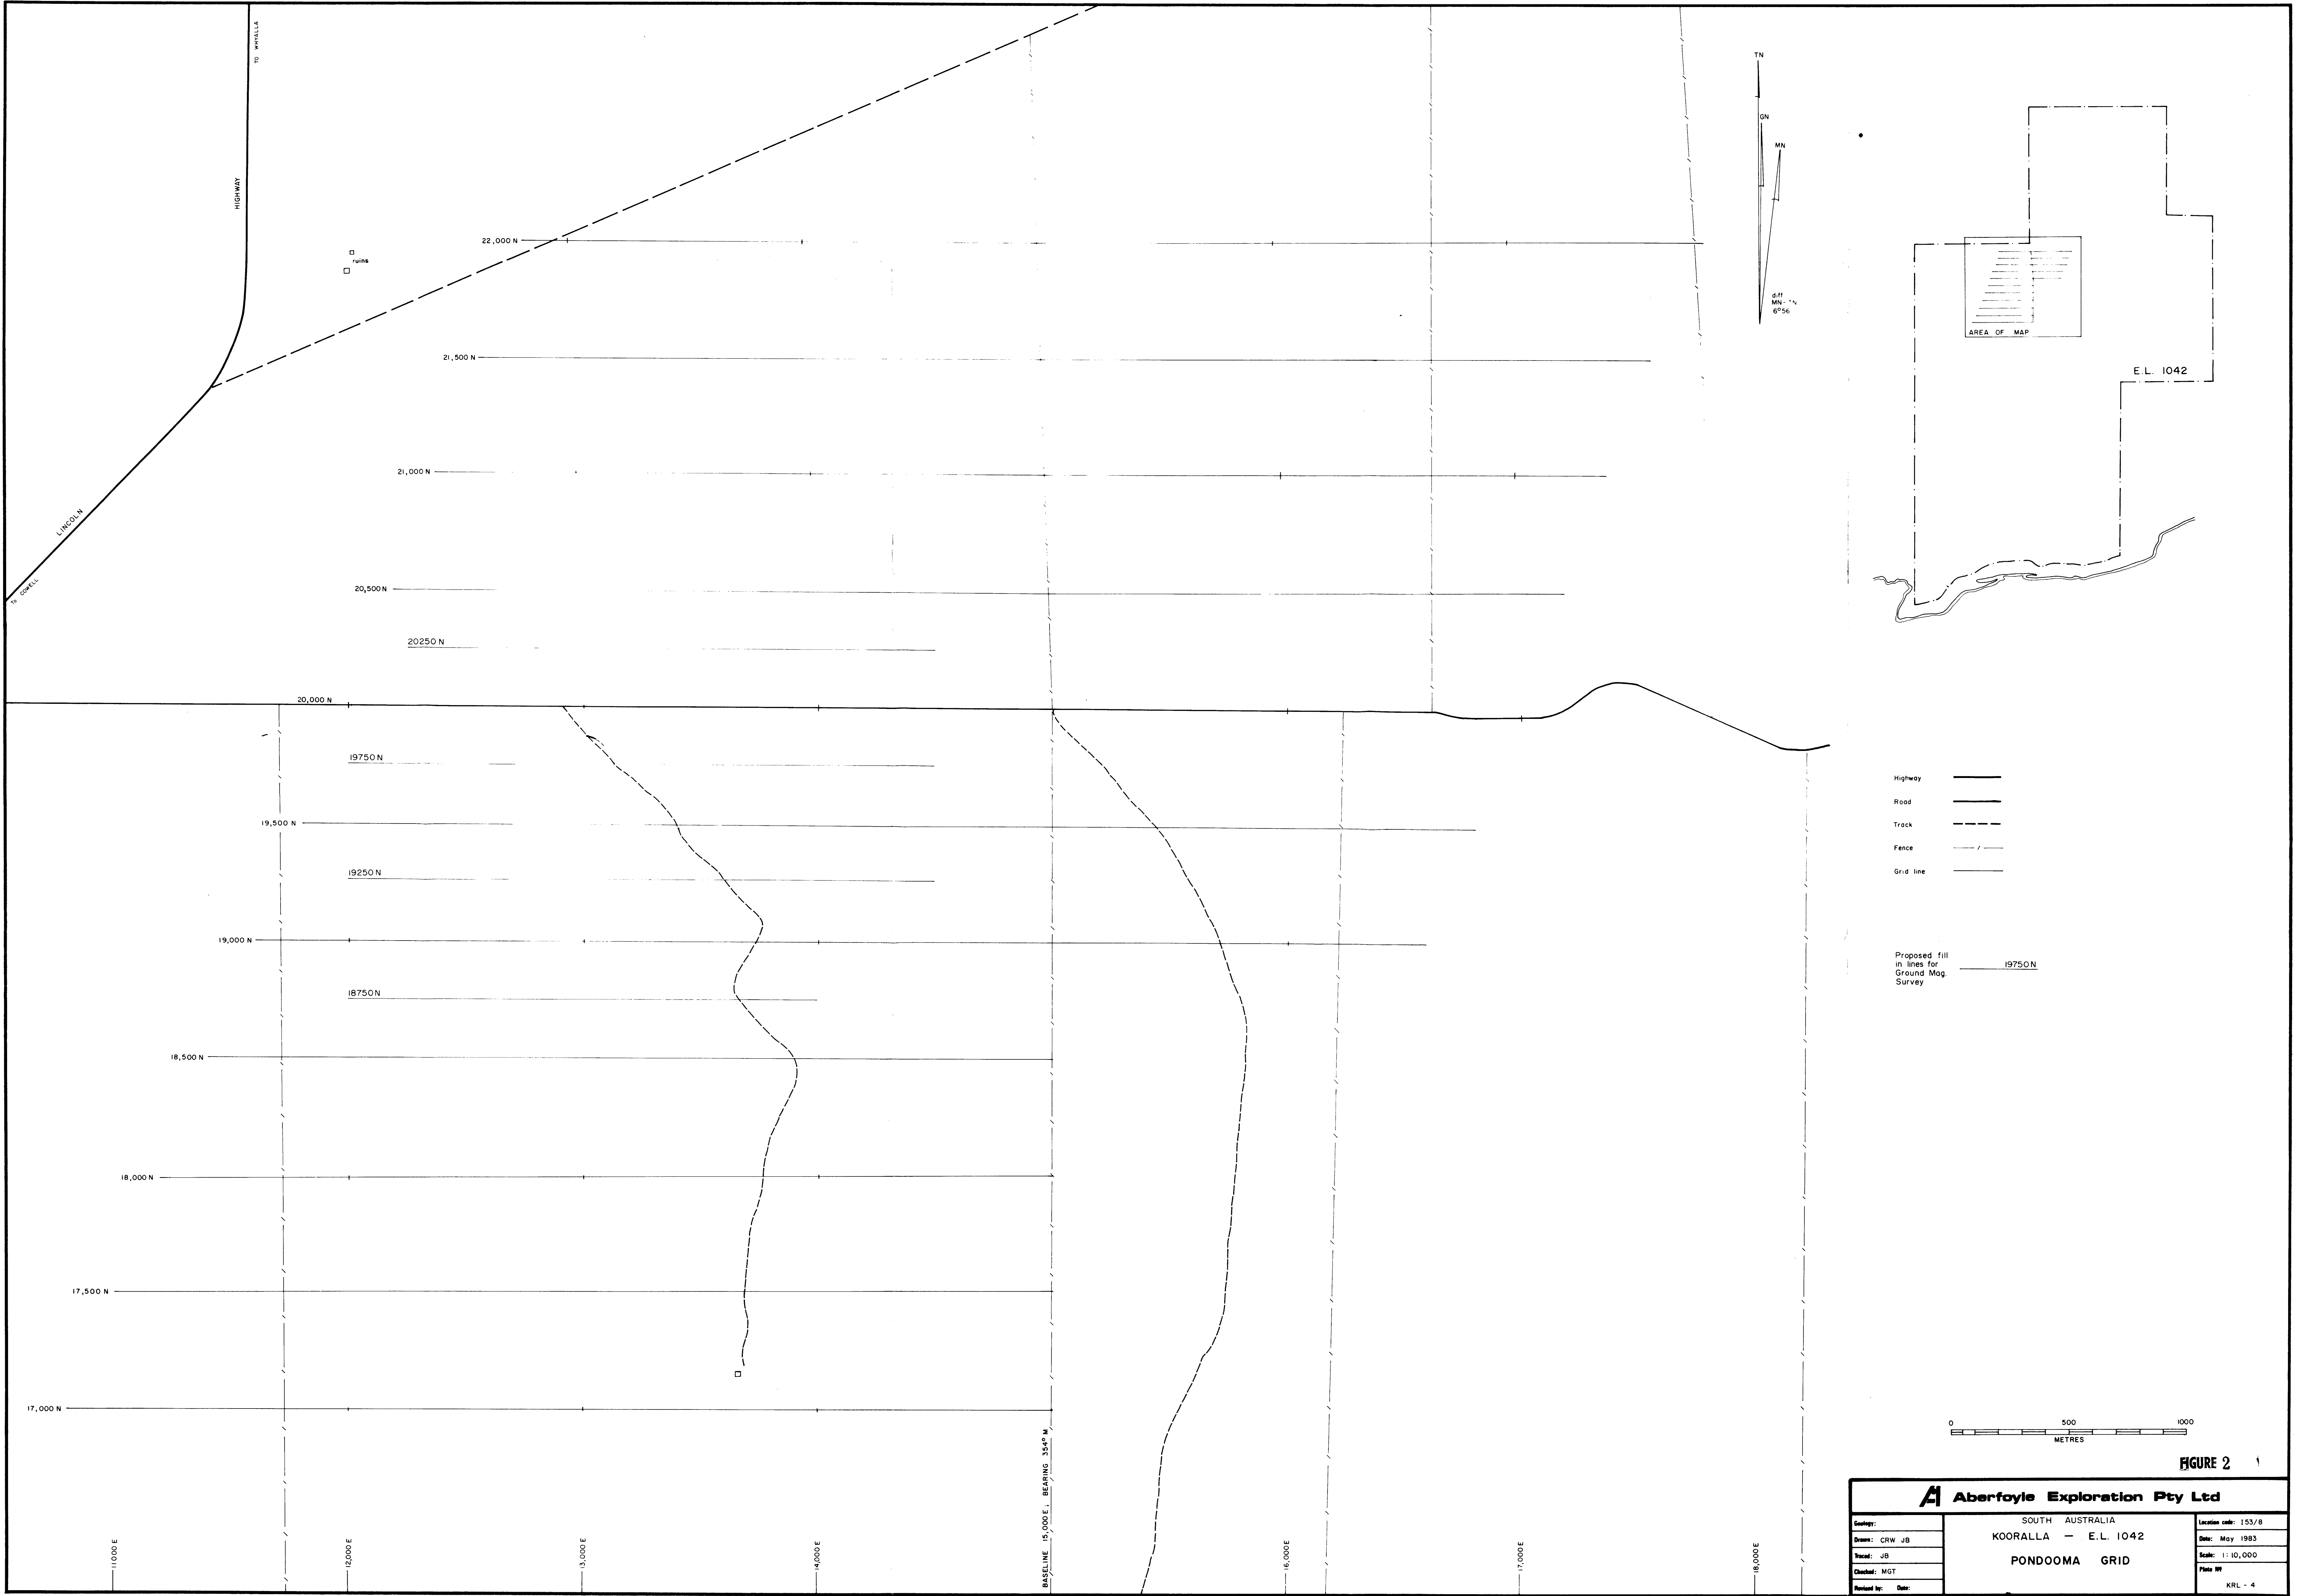 TO WHYALLA
HIGHWAY
LINCOLN
TO COWELL
ruins
22,000 N
21,500 N
21,000 N
20,500 N
20250 N
20,000 N
19750 N
19,500 N
19250 N
19,000 N
18750 N
18,500 N
18,000 N
17,500 N
17,000 N
11000 E
12,000 E
13,000 E
14,000 E
BASELINE 15,000 E ; BEARING 354° M
16,000 E
17,000 E
18,000 E
TN
GN
MN
diff
MN-
6°56
AREA OF MAP
E.L. 1042
Highway
Road
Track
Fence
Grid line
Proposed fill
in lines for 19750 N
Ground Mag.
Survey
0 500 1000
METRES
FIGURE 2
Aberfoyle Exploration Pty Ltd
Geology:
Drawn: CRW JB
Traced: JB
Checked: MGT
Revised by: Date:
SOUTH AUSTRALIA
KOORALLA — E.L. 1042
PONDOOMA GRID
Location code: I53/8
Date: May 1983
Scale: 1:10,000
Plate Nº
KRL - 4